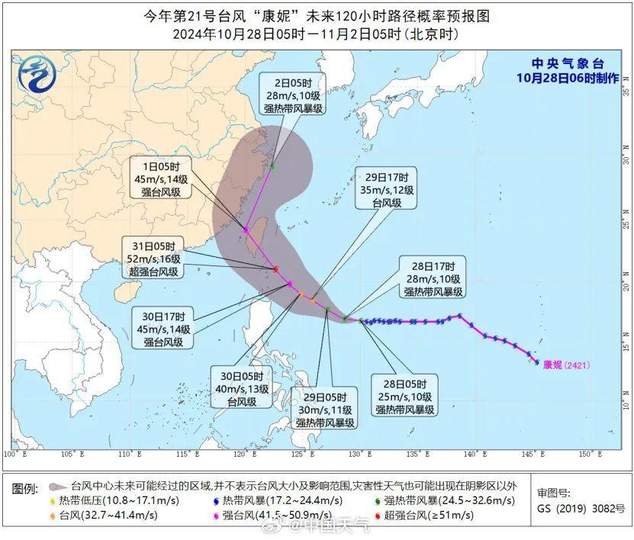 今年第21号台风“康妮”未来120小时路径概率预报图
2024年10月28日05时－11月2日05时(北京时)
中央气象台
10月28日06时制作
2日05时
28m/s,10级
强热带风暴级
1日05时
45m/s,14级
强台风级
29日17时
35m/s,12级
台风级
31日05时
52m/s,16级
超强台风级
28日17时
28m/s,10级
强热带风暴级
30日17时
45m/s,14级
强台风级
30日05时
40m/s,13级
台风级
29日05时
30m/s,11级
强热带风暴级
28日05时
25m/s,10级
强热带风暴级
康妮(2421)
35°N
30°N
25°N
20°N
15°N
10°N
100°E
105°E
110°E
115°E
120°E
125°E
130°E
135°E
140°E
145°E
150°E
图例:
台风中心未来可能经过的区域,并不表示台风大小及影响范围,灾害性天气也可能出现在阴影区以外
热带低压(10.8~17.1m/s)
热带风暴(17.2~24.4m/s)
强热带风暴(24.5~32.6m/s)
台风(32.7~41.4m/s)
强台风(41.5~50.9m/s)
超强台风(≥51m/s)
审图号:
GS (2019) 3082号
@中国天气